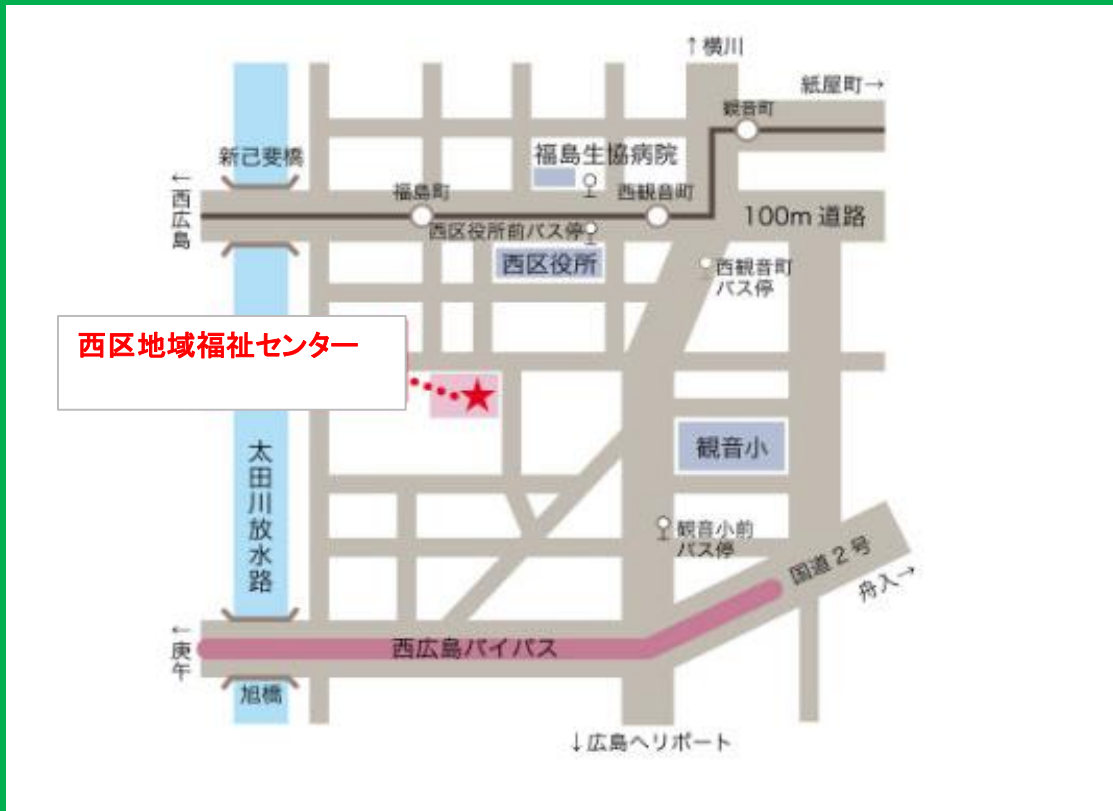 ↑横川
紙屋町→
観音町
新己斐橋
福島生協病院
←西広島
福島町
西観音町
100m 道路
西区役所前バス停
西区役所
西観音町
バス停
西区地域福祉センター
観音小
太田川放水路
観音小前
バス停
国道2号
舟入→
←庚午
西広島バイパス
旭橋
↓広島ヘリポート